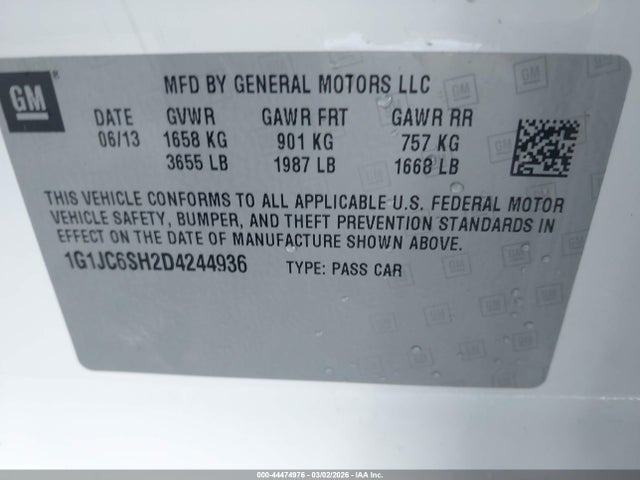 GM
MFD BY GENERAL MOTORS LLC
DATE GVWR GAWR FRT GAWR RR
06/13 1658 KG 901 KG 757 KG
3655 LB 1987 LB 1668 LB
THIS VEHICLE CONFORMS TO ALL APPLICABLE U.S. FEDERAL MOTOR
VEHICLE SAFETY, BUMPER, AND THEFT PREVENTION STANDARDS IN
EFFECT ON THE DATE OF MANUFACTURE SHOWN ABOVE.
1G1JC6SH2D4244936 TYPE: PASS CAR
000-44474976 - 03/02/2026 - IAA Inc.